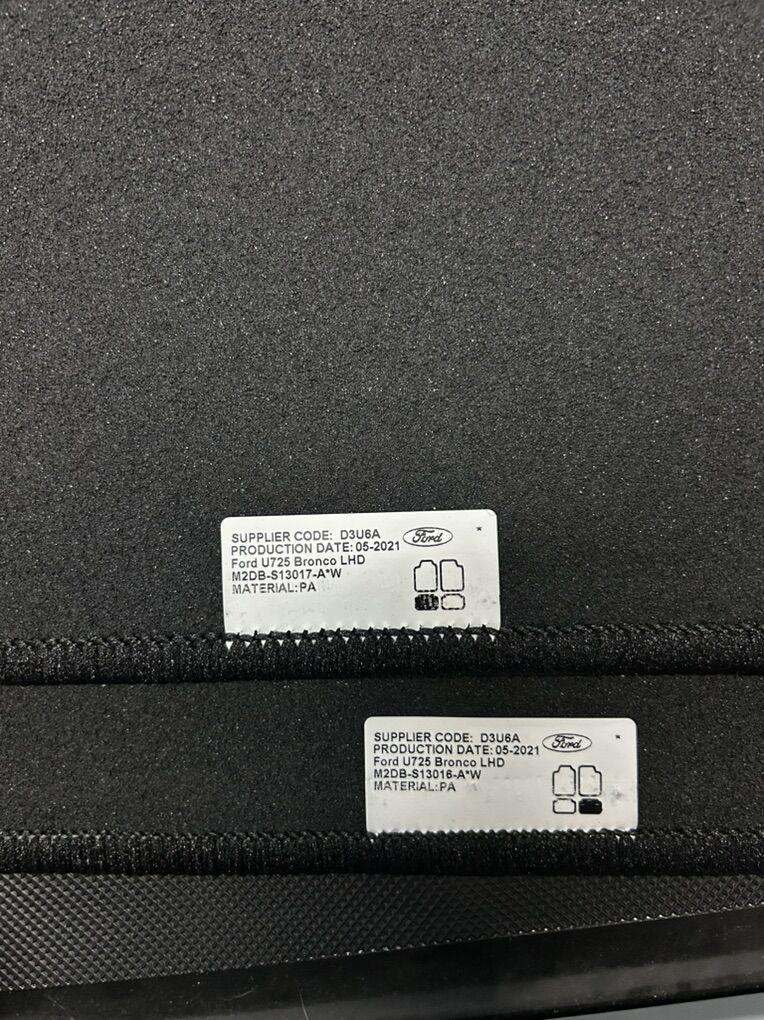 SUPPLIER CODE: D3U6A Ford *
PRODUCTION DATE: 05-2021
Ford U725 Bronco LHD
M2DB-S13017-A*W
MATERIAL:PA
SUPPLIER CODE: D3U6A Ford *
PRODUCTION DATE: 05-2021
Ford U725 Bronco LHD
M2DB-S13016-A*W
MATERIAL:PA